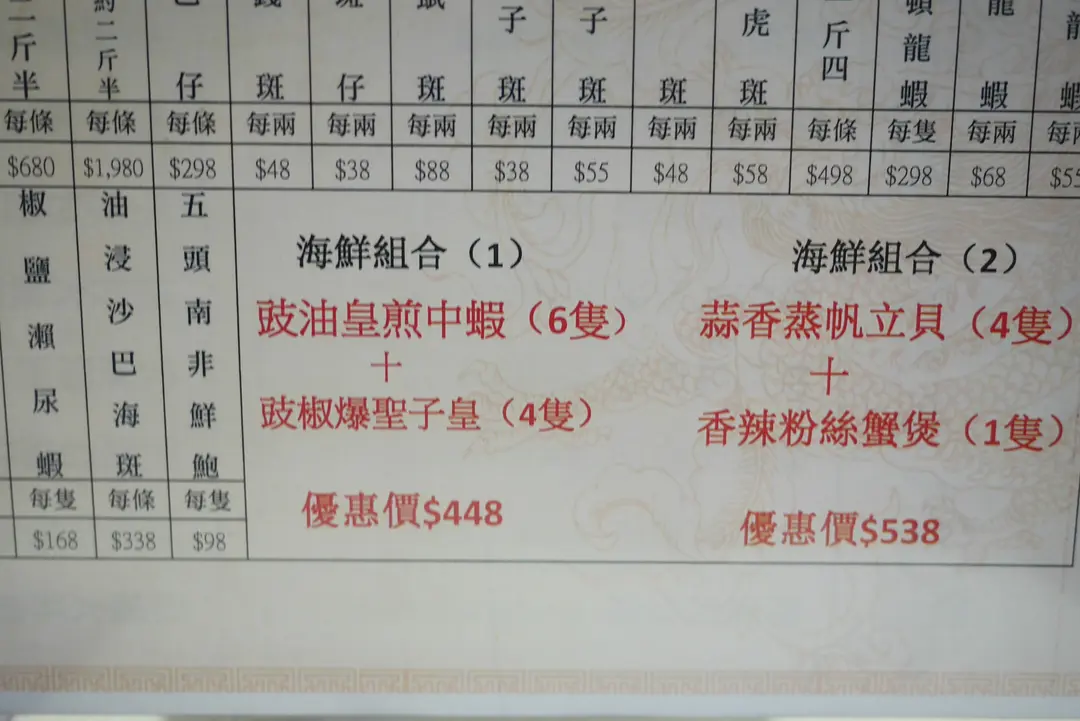 斤半
二斤半
仔
斑
斑仔
斑
子斑
子斑
斑
虎斑
斤四
龍蝦
龍蝦
蝦
每條 每條 每條 每兩 每兩 每兩 每兩 每兩 每兩 每兩 每條 每隻 每兩
$680 $1,980 $298 $48 $38 $88 $38 $55 $48 $58 $498 $298 $68
椒鹽瀨尿蝦
油浸沙巴海斑
五頭南非鮮鮑
每隻 每條 每隻
$168 $338 $98
海鮮組合（1）
豉油皇煎中蝦（6隻）
＋
豉椒爆聖子皇（4隻）
優惠價$448
海鮮組合（2）
蒜香蒸帆立貝（4隻）
＋
香辣粉絲蟹煲（1隻）
優惠價$538